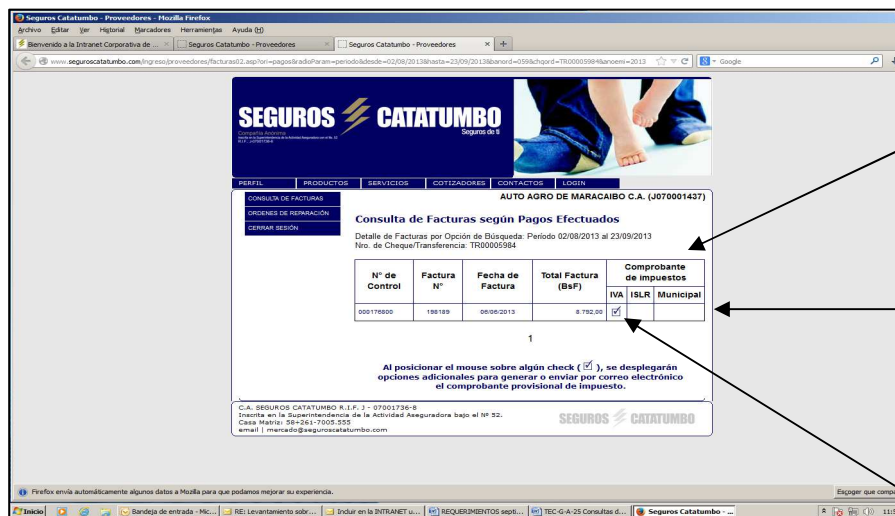 Seguros Catatumbo - Proveedores - Mozilla Firefox
Archivo Editar Ver Historial Marcadores Herramientas Ayuda (H)
Bienvenido a la Intranet Corporativa de ... × Seguros Catatumbo - Proveedores × Seguros Catatumbo - Proveedores × +
www.seguroscatatumbo.com/ingreso/proveedores/facturas02.asp?ori=pagos&radioParam=periodo&desde=02/08/2013&hasta=23/09/2013&banord=059&chqord=TR00005984&anoemi=2013 Google
SEGUROS CATATUMBO
Compañía Anónima
Seguros de ti
PERFIL PRODUCTOS SERVICIOS COTIZADORES CONTACTOS LOGIN
CONSULTA DE FACTURAS
ORDENES DE REPARACIÓN
CERRAR SESIÓN
AUTO AGRO DE MARACAIBO C.A. (J070001437)
Consulta de Facturas según Pagos Efectuados
Detalle de Facturas por Opción de Búsqueda: Período 02/08/2013 al 23/09/2013
Nro. de Cheque/Transferencia: TR00005984
N° de Control Factura N° Fecha de Factura Total Factura (BsF) Comprobante de impuestos
IVA ISLR Municipal
000176800 198189 06/06/2013 8.792,00
1
Al posicionar el mouse sobre algún check ( ☑ ), se desplegarán
opciones adicionales para generar o enviar por correo electrónico
el comprobante provisional de impuesto.
C.A. SEGUROS CATATUMBO R.I.F. J - 07001736-8
Inscrita en la Superintendencia de la Actividad Aseguradora bajo el Nº 52.
Casa Matriz: 58+261-7005.555
email | mercado@seguroscatatumbo.com
SEGUROS CATATUMBO
Firefox envía automáticamente algunos datos a Mozilla para que podamos mejorar su experiencia. Escoger que compa
Inicio Bandeja de entrada - Mic... RE: Levantamiento sobr... Incluir en la INTRANET u... REQUERIMIENTOS septi... TEC-G-A-25 Consultas d... Seguros Catatumbo - ...